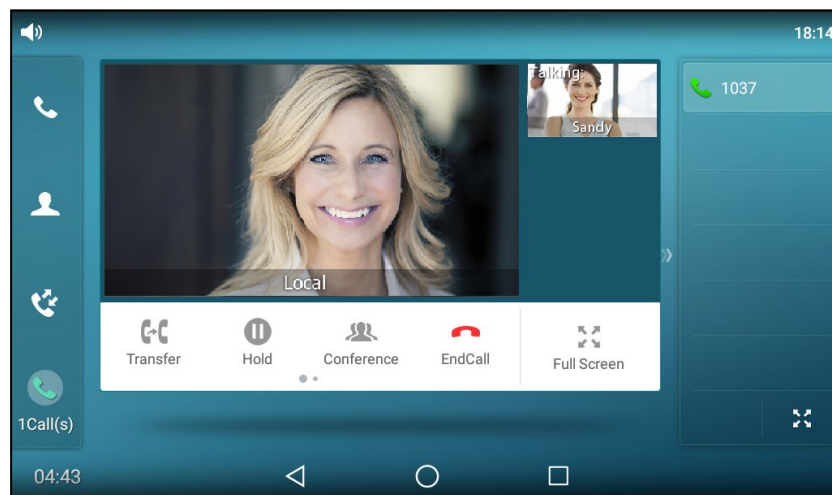 18:14
Talking:
Sandy
1037
Local
Transfer
Hold
Conference
EndCall
Full Screen
1Call(s)
04:43